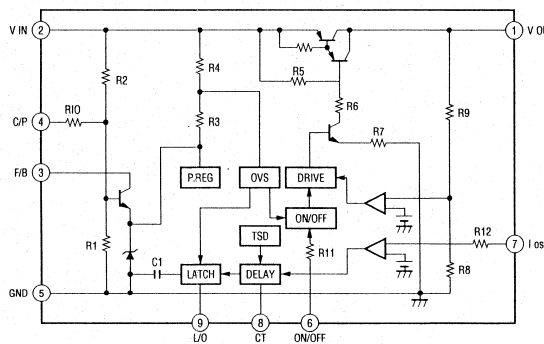 V IN 2
1 V OU
R4
R2
R5
R6
R9
C/P 4 R10
R3
R7
F/B 3
P.REG
OVS
DRIVE
ON/OFF
R12
7 I os
TSD
R11
R1
C1
LATCH
DELAY
R8
GND 5
9
8
6
L/O
CT
ON/OFF